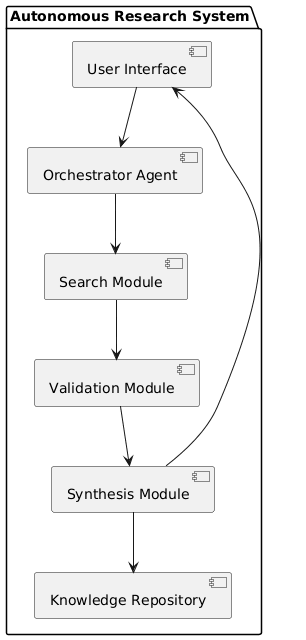 Autonomous Research System
User Interface
Orchestrator Agent
Search Module
Validation Module
Synthesis Module
Knowledge Repository